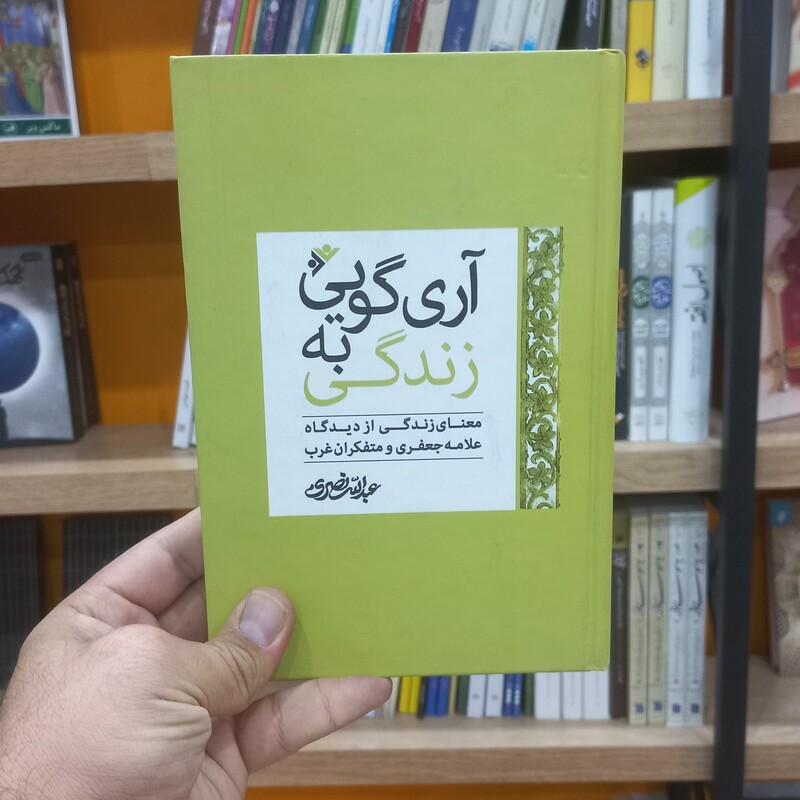 آری‌گویی
به
زندگی
معنای زندگی از دیدگاه
علامه جعفری و متفکران غرب
عبدالله نصری